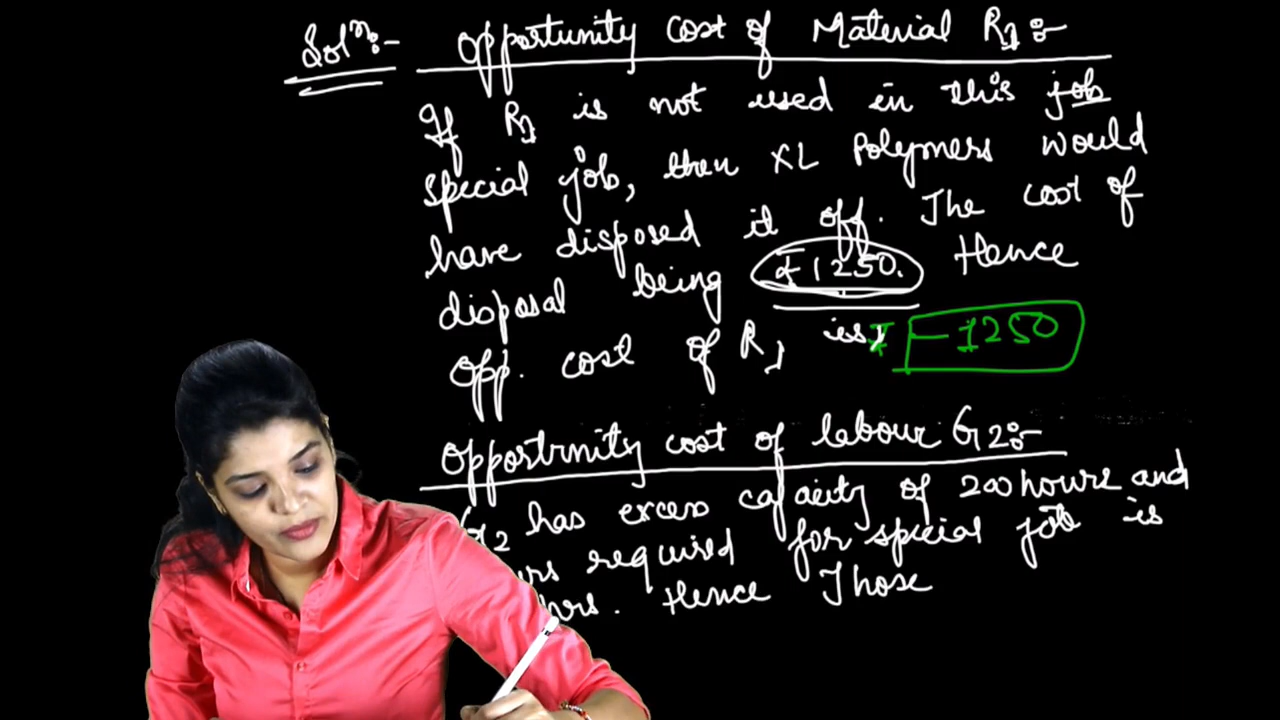 Sol^n:- Opportunity cost of Material R1:-
If R1 is not used in this job
special job, then XL Polymers would
have disposed it off. The cost of
disposal being ₹1250. Hence
Opp. cost of R1 is, ₹ -1250
Opportunity cost of labour G2:-
G2 has excess capacity of 200 hours and
required for special job is
hrs. Hence Those